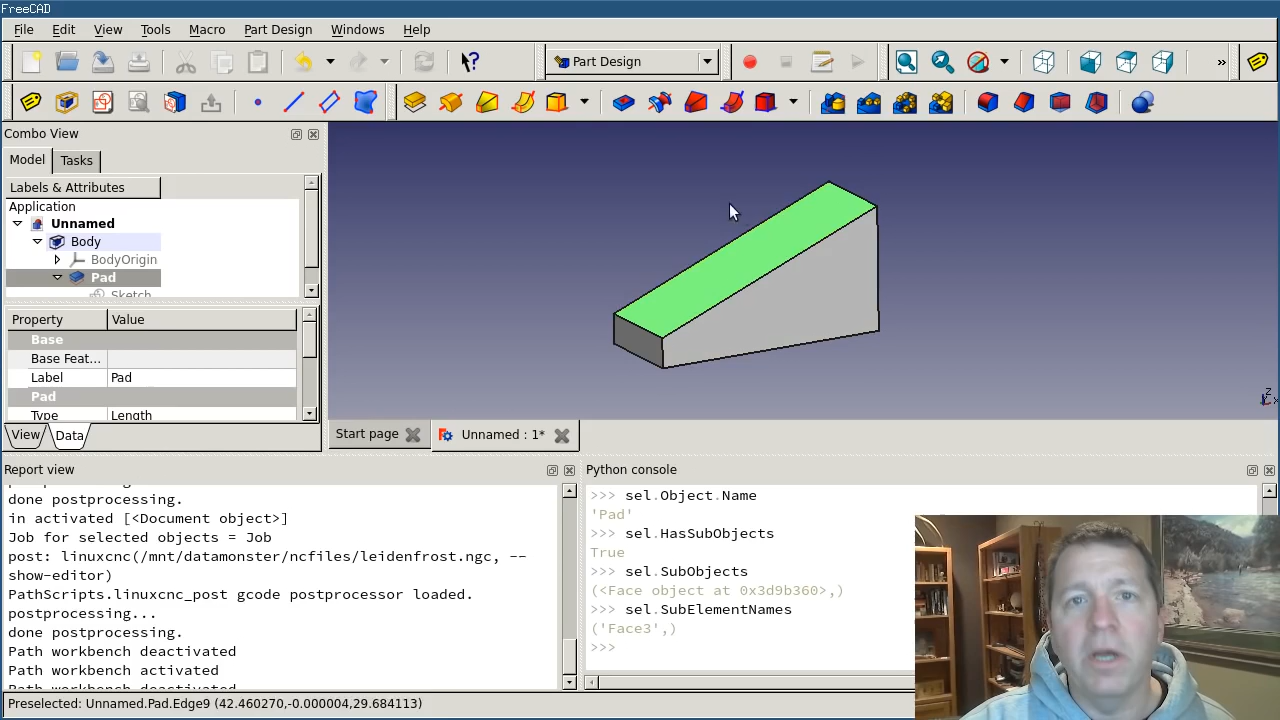 FreeCAD
File Edit View Tools Macro Part Design Windows Help
Part Design
»
Combo View
Model Tasks
Labels & Attributes
Application
Unnamed
Body
BodyOrigin
Pad
Sketch
Property Value
Base
Base Feat...
Label Pad
Pad
Type Length
View Data
Z
Start page Unnamed : 1*
Report view
done postprocessing.
in activated [<Document object>]
Job for selected objects = Job
post: linuxcnc(/mnt/datamonster/ncfiles/leidenfrost.ngc, --
show-editor)
PathScripts.linuxcnc_post gcode postprocessor loaded.
postprocessing...
done postprocessing.
Path workbench deactivated
Path workbench activated
Path workbench deactivated
Python console
>>> sel.Object.Name
'Pad'
>>> sel.HasSubObjects
True
>>> sel.SubObjects
(<Face object at 0x3d9b360>,)
>>> sel.SubElementNames
('Face3',)
>>>
Preselected: Unnamed.Pad.Edge9 (42.460270,-0.000004,29.684113)